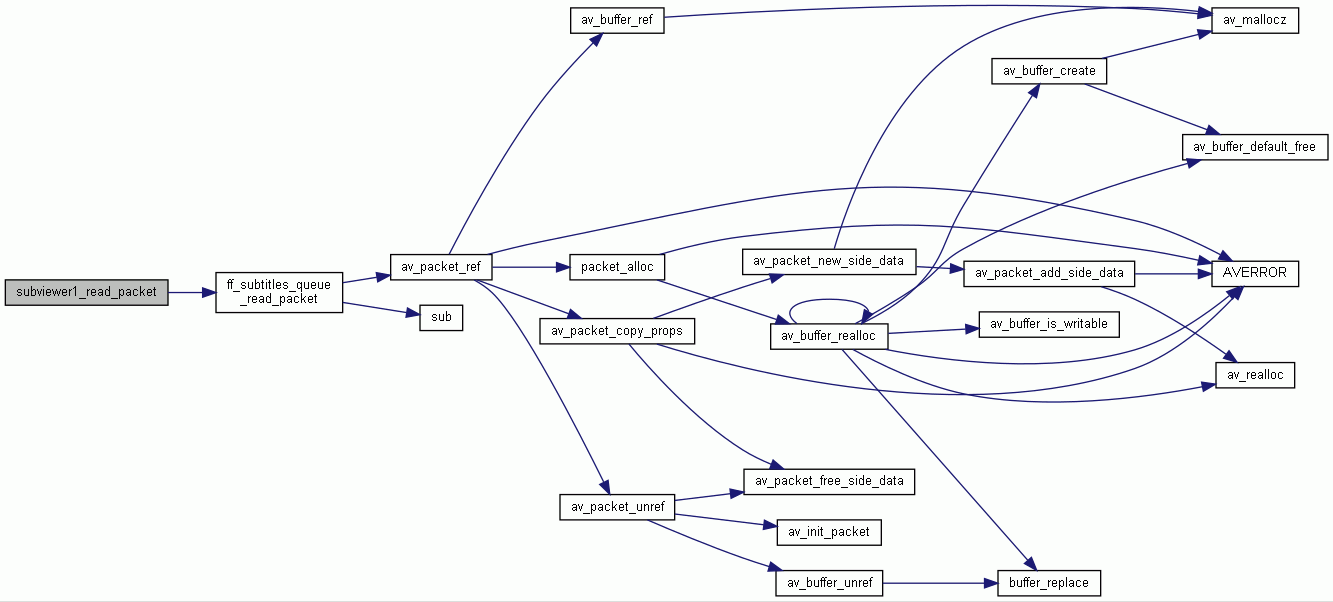 av_buffer_ref
av_mallocz
av_buffer_create
av_buffer_default_free
av_packet_ref
packet_alloc
av_packet_new_side_data
av_packet_add_side_data
AVERROR
subviewer1_read_packet
ff_subtitles_queue
_read_packet
sub
av_packet_copy_props
av_buffer_realloc
av_buffer_is_writable
av_realloc
av_packet_free_side_data
av_packet_unref
av_init_packet
av_buffer_unref
buffer_replace